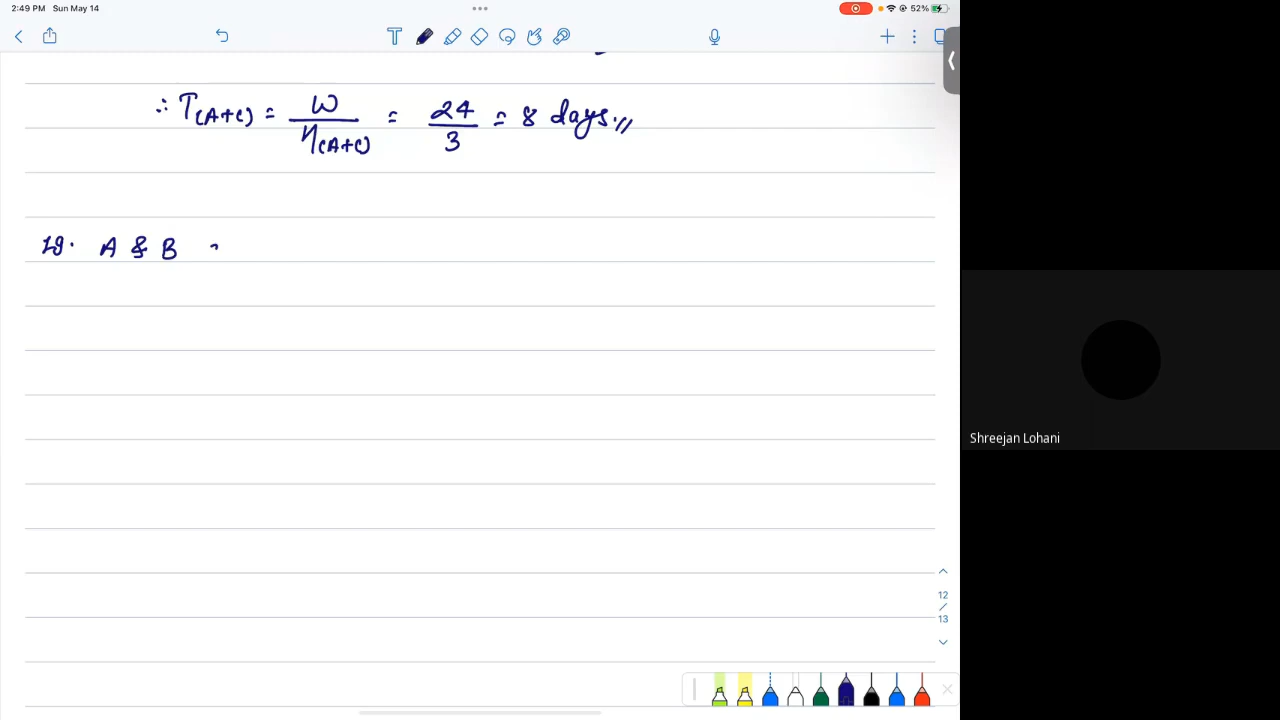 2:49 PM Sun May 14
52%
∴ T(A+C) = W/η(A+C) = 24/3 = 8 days.//
19. A & B
12
/
13
Shreejan Lohani